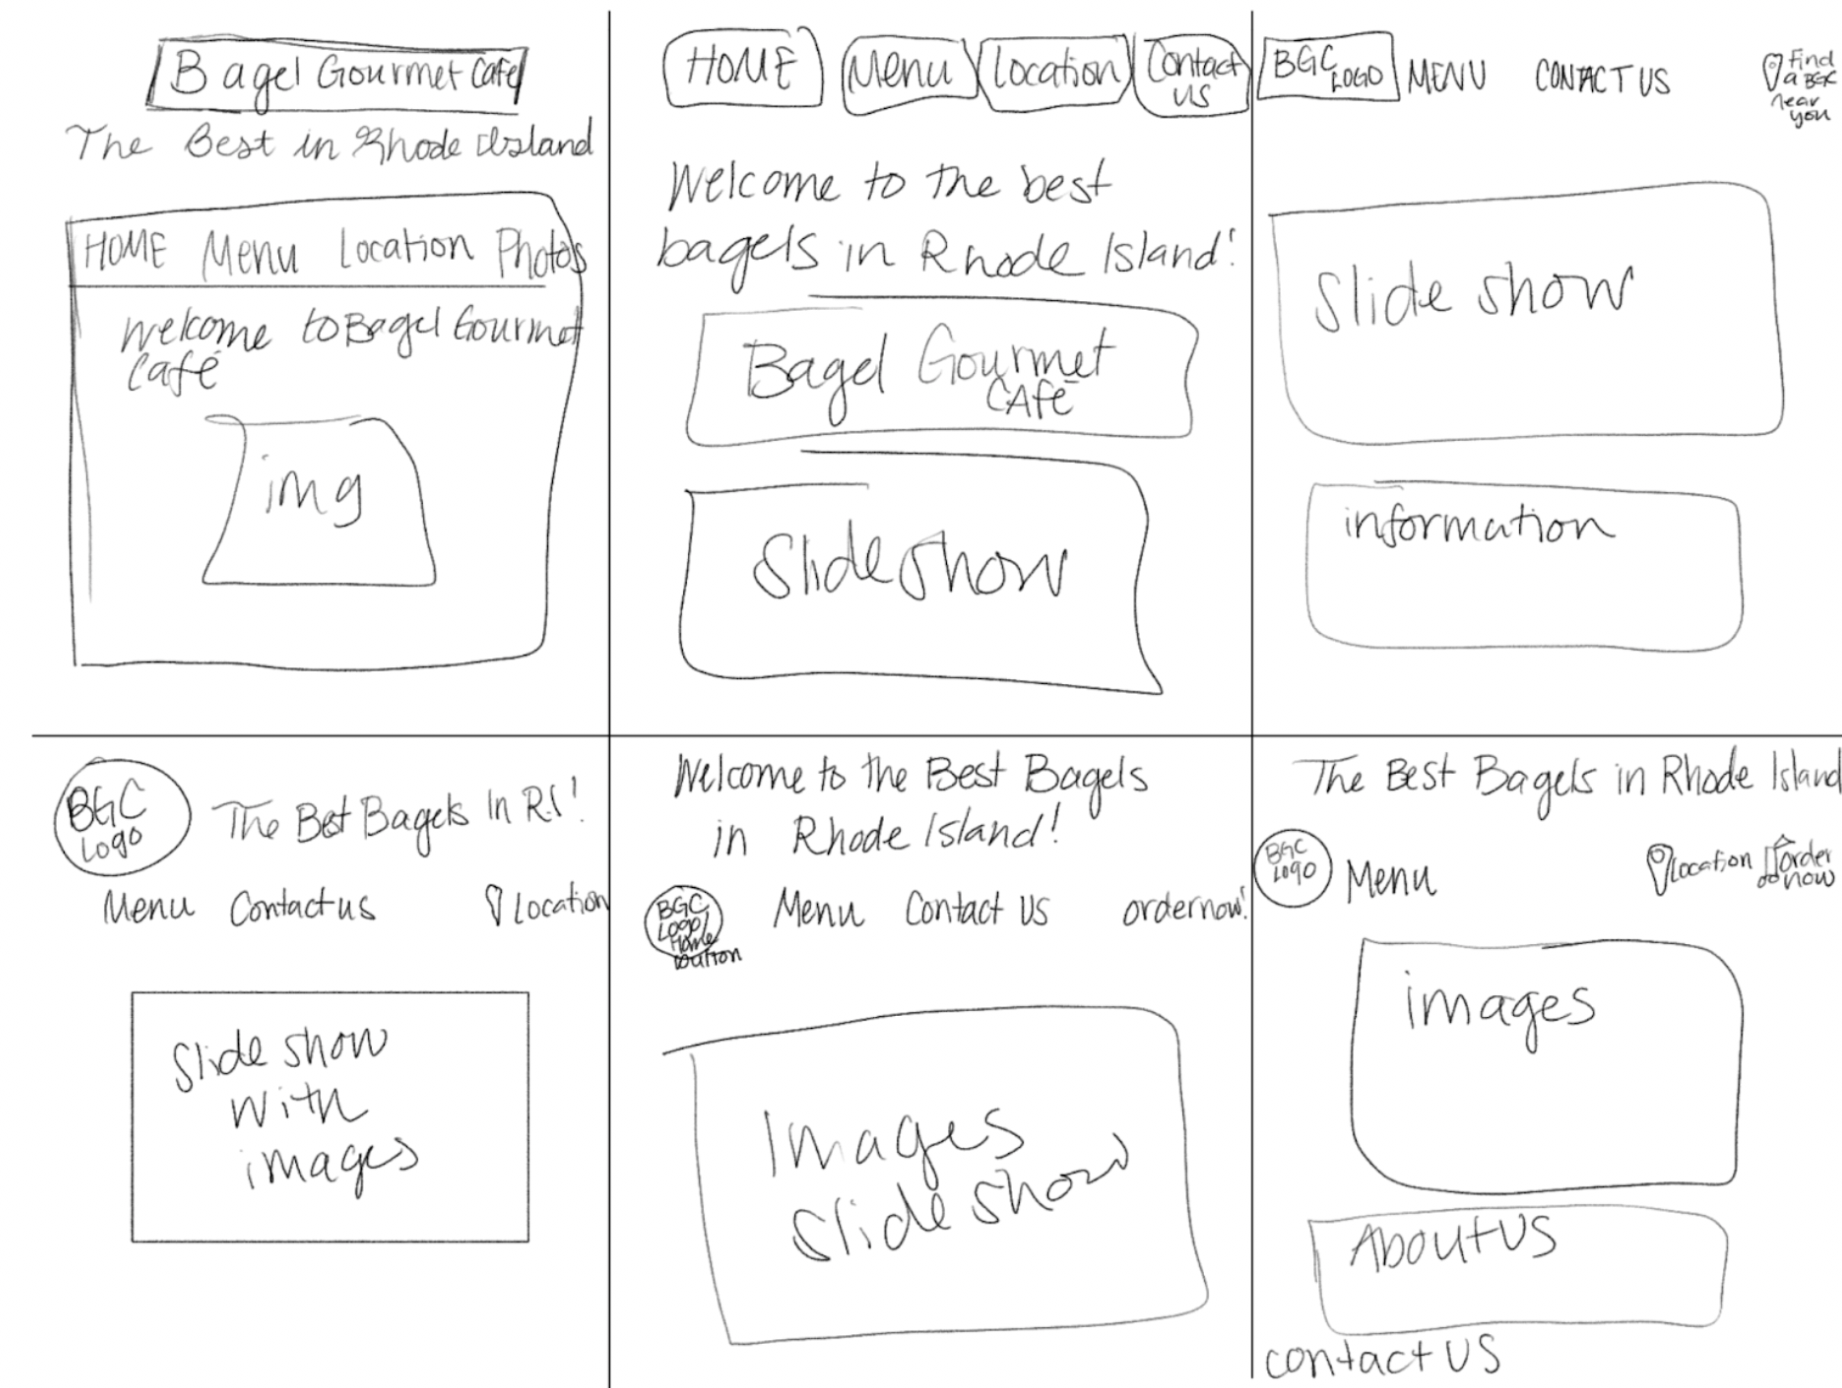 Bagel Gourmet Cafe
The Best in Rhode Island
HOME Menu Location Photos
Welcome to Bagel Gourmet
Café
img
HOME Menu Location Contact
US
Welcome to the best
bagels in Rhode Island!
Bagel Gourmet
CAFE
Slideshow
BGC
LOGO
MENU CONTACT US
Find
a BGC
near
you
Slide show
information
BGC
Logo
The Best Bagels In R.I!
Menu Contact us Location
Slide show
with
images
Welcome to the Best Bagels
in Rhode Island!
BGC
Logo/
Home
button
Menu Contact US order now!
Images
Slide show
The Best Bagels in Rhode Island
BGC
Logo
Menu
Location
order
now
images
About US
contact US